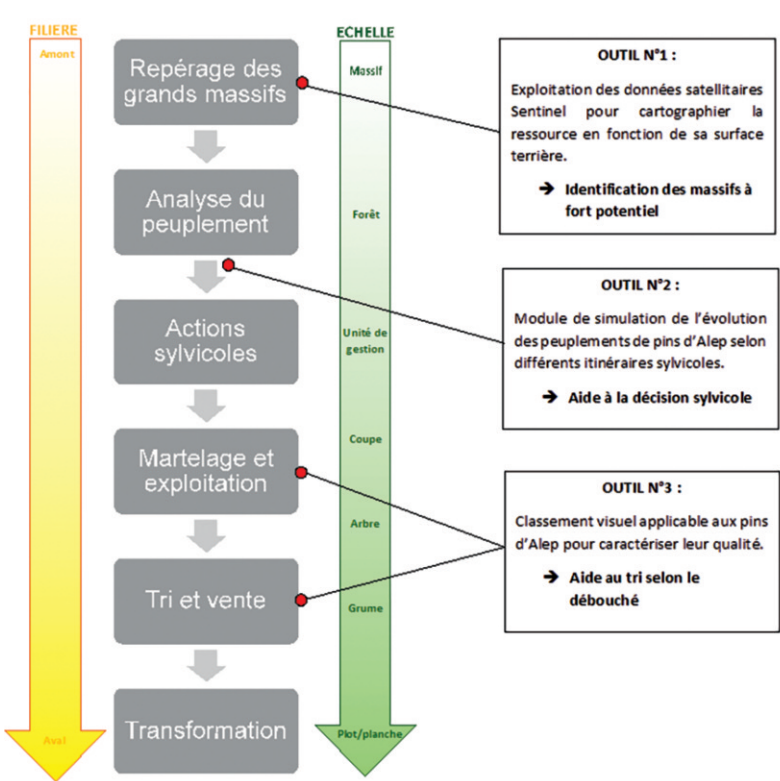 FILIERE
Amont
Aval
Repérage des
grands massifs
Analyse du
peuplement
Actions
sylvicoles
Martelage et
exploitation
Tri et vente
Transformation
ECHELLE
Massif
Forêt
Unité de
gestion
Coupe
Arbre
Grume
Plot/planche
OUTIL N°1 :
Exploitation des données satellitaires
Sentinel pour cartographier la
ressource en fonction de sa surface
terrière.
➔ Identification des massifs à
fort potentiel
OUTIL N°2 :
Module de simulation de l'évolution
des peuplements de pins d'Alep selon
différents itinéraires sylvicoles.
➔ Aide à la décision sylvicole
OUTIL N°3 :
Classement visuel applicable aux pins
d'Alep pour caractériser leur qualité.
➔ Aide au tri selon le
débouché